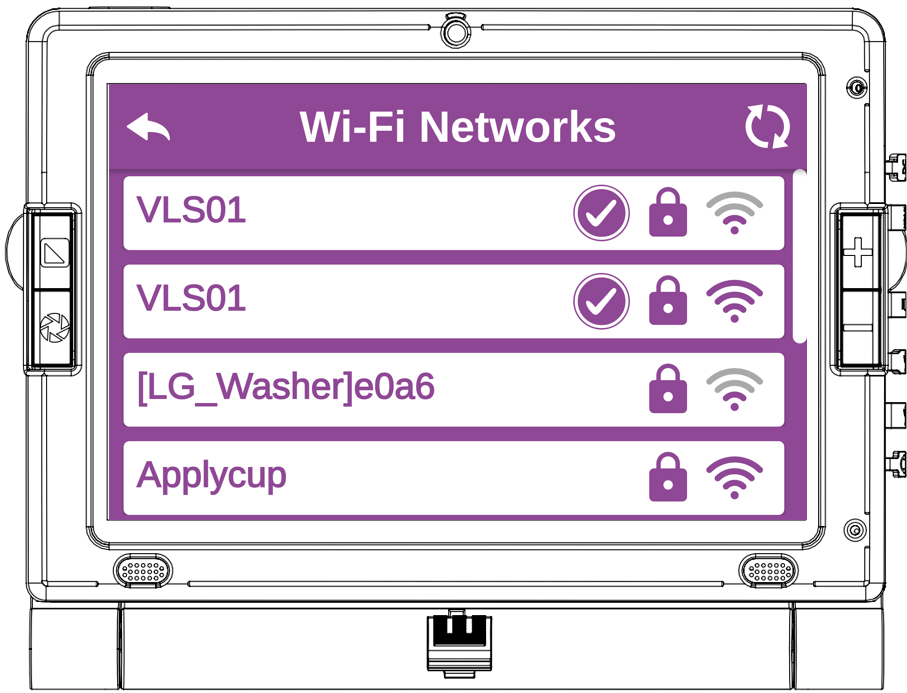 Wi-Fi Networks
VLS01
VLS01
[LG_Washer]e0a6
Applycup